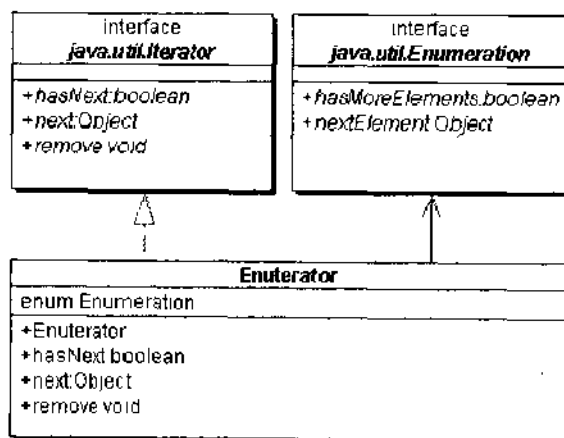 interface
java.util.Iterator
+hasNext:boolean
+next:Object
+remove void
interface
java.util.Enumeration
+hasMoreElements.boolean
+nextElement Object
Enuterator
enum Enumeration
+Enuterator
+hasNext boolean
+next:Object
+remove void